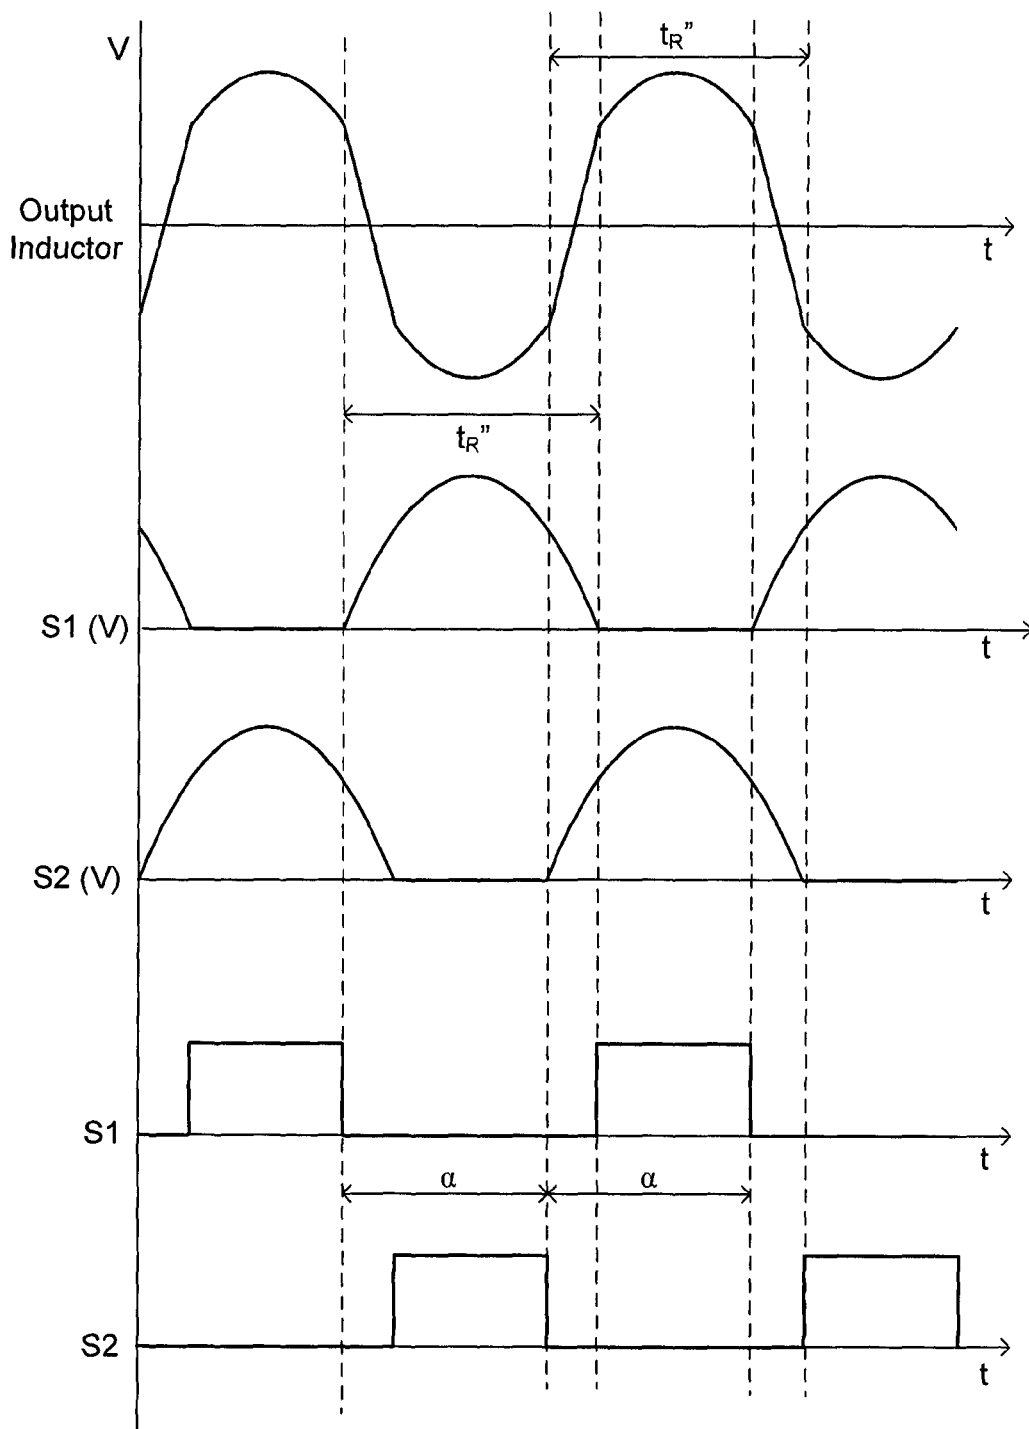 V
t_R”
Output
Inductor
t
t_R”
S1 (V)
t
S2 (V)
t
S1
t
α
α
S2
t